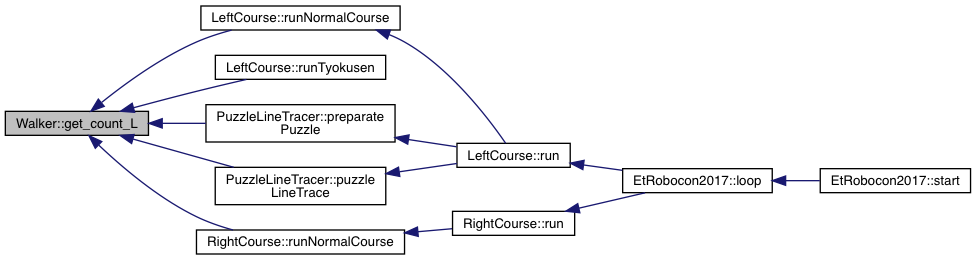 LeftCourse::runNormalCourse
LeftCourse::runTyokusen
Walker::get_count_L
PuzzleLineTracer::preparate
Puzzle
LeftCourse::run
PuzzleLineTracer::puzzle
LineTrace
EtRobocon2017::loop
EtRobocon2017::start
RightCourse::run
RightCourse::runNormalCourse